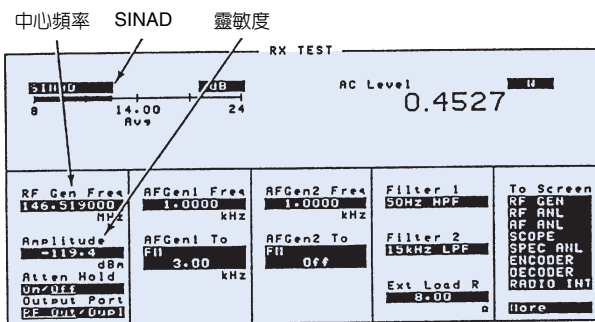 中心頻率 SINAD 靈敏度
RX TEST
SINAD dB
8 14.00 24
Avg
AC Level W
0.4527
RF Gen Freq
146.519000
MHz
Amplitude
-119.4
dBm
Atten Hold
On/Off
Output Port
RF Out/Dupl
AFGen1 Freq
1.0000
kHz
AFGen1 To
FM
3.00
kHz
AFGen2 Freq
1.0000
kHz
AFGen2 To
FM
Off
Filter 1
50Hz HPF
Filter 2
15kHz LPF
Ext Load R
8.00
Ω
To Screen
RF GEN
RF ANL
AF ANL
SCOPE
SPEC ANL
ENCODER
DECODER
RADIO INT
More